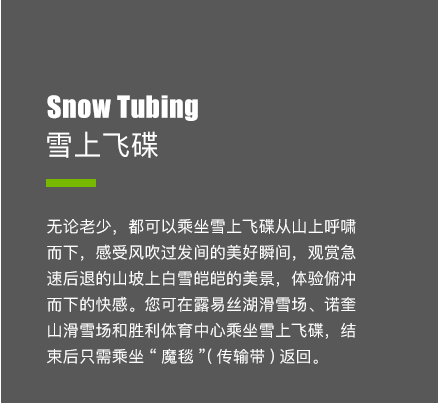 Snow Tubing
雪上飞碟
无论老少，都可以乘坐雪上飞碟从山上呼啸
而下，感受风吹过发间的美好瞬间，观赏急
速后退的山坡上白雪皑皑的美景，体验俯冲
而下的快感。您可在露易丝湖滑雪场、诺奎
山滑雪场和胜利体育中心乘坐雪上飞碟，结
束后只需乘坐 “ 魔毯 ”( 传输带 ) 返回。